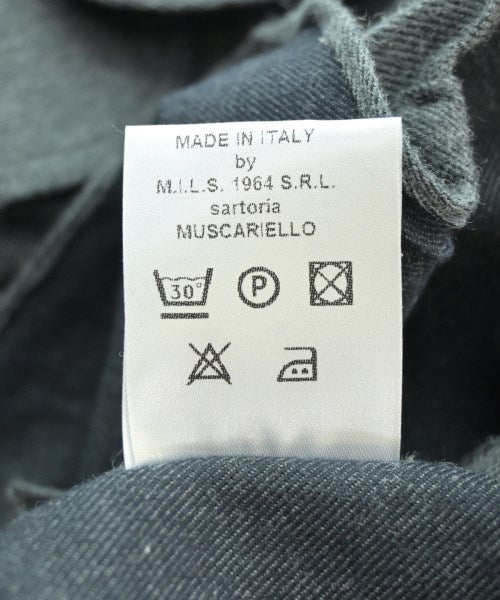 MADE IN ITALY
by
M.I.L.S. 1964 S.R.L.
sartoria
MUSCARIELLO
30° P